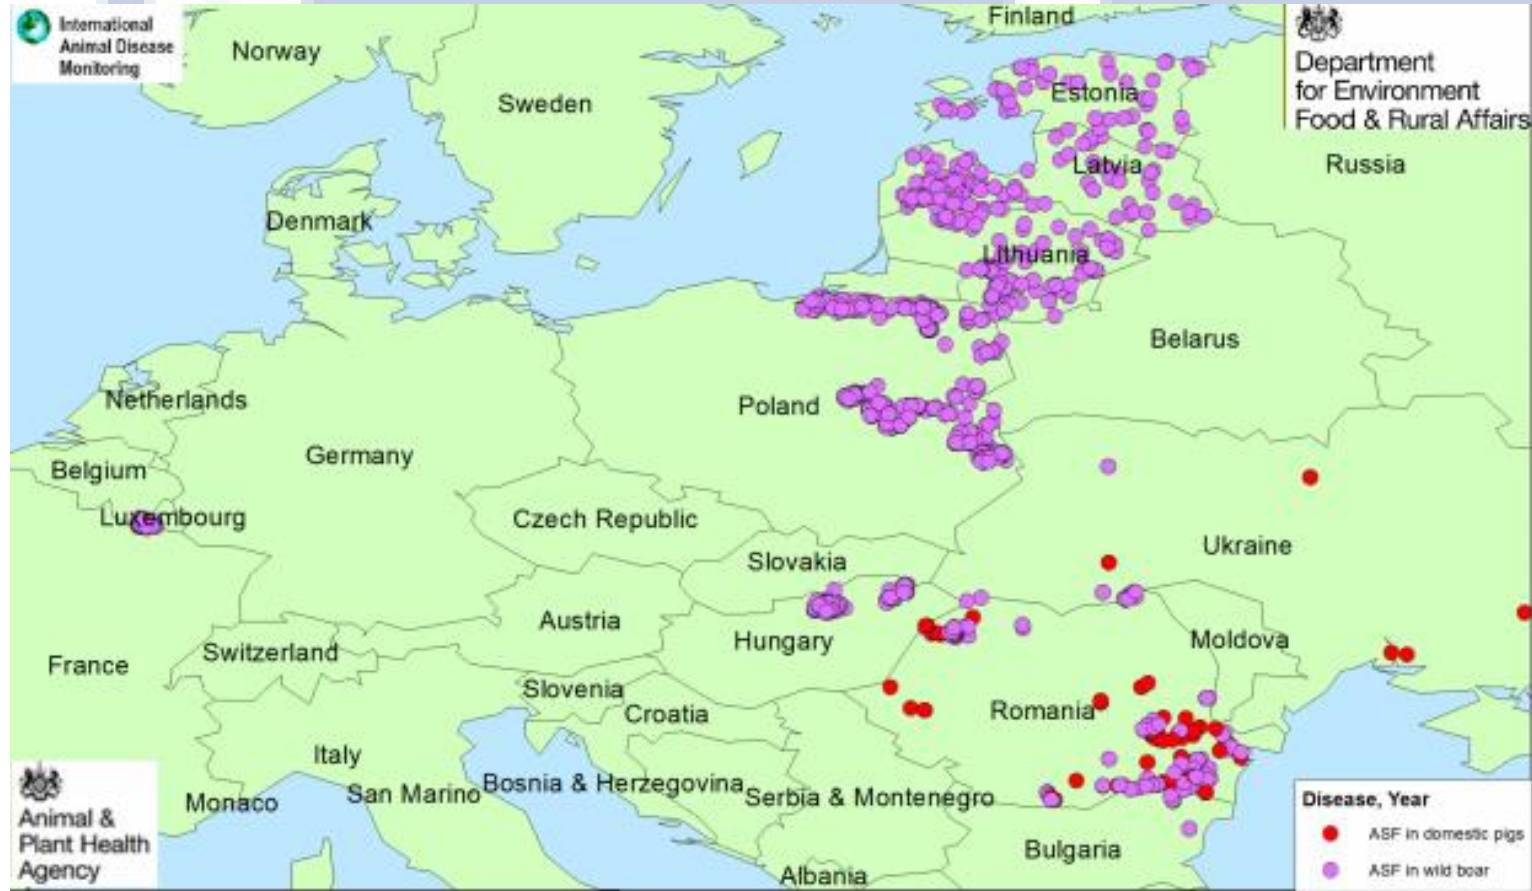 International
Animal Disease
Monitoring
Norway
Finland
Sweden
Department
for Environment
Food & Rural Affairs
Estonia
Latvia
Russia
Denmark
Lithuania
Belarus
Netherlands
Poland
Germany
Belgium
Luxembourg
Czech Republic
Ukraine
Slovakia
Austria
Hungary
Moldova
Switzerland
France
Slovenia
Croatia
Romania
Italy
Bosnia & Herzegovina
San Marino
Serbia & Montenegro
Monaco
Bulgaria
Albania
Animal &
Plant Health
Agency
Disease, Year
ASF in domestic pigs
ASF in wild boar